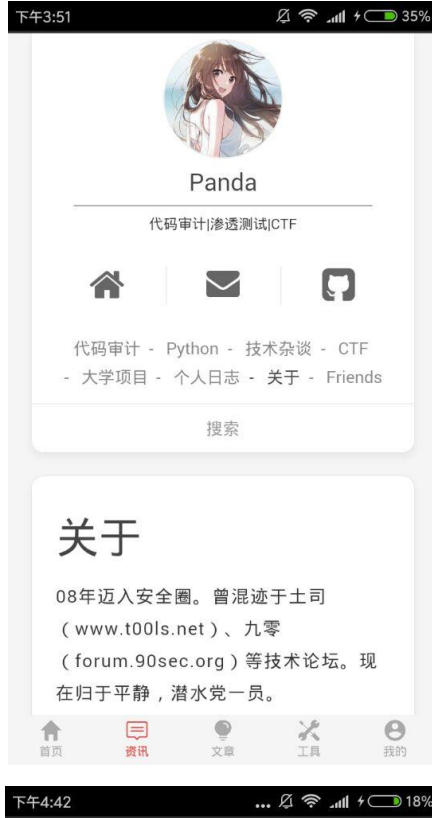 下午3:51
35%
Panda
代码审计|渗透测试|CTF
代码审计 - Python - 技术杂谈 - CTF
- 大学项目 - 个人日志 - 关于 - Friends
搜索
关于
08年迈入安全圈。曾混迹于土司
（www.t00ls.net）、九零
（forum.90sec.org）等技术论坛。现
在归于平静，潜水党一员。
首页 资讯 文章 工具 我的
下午4:42
... 18%